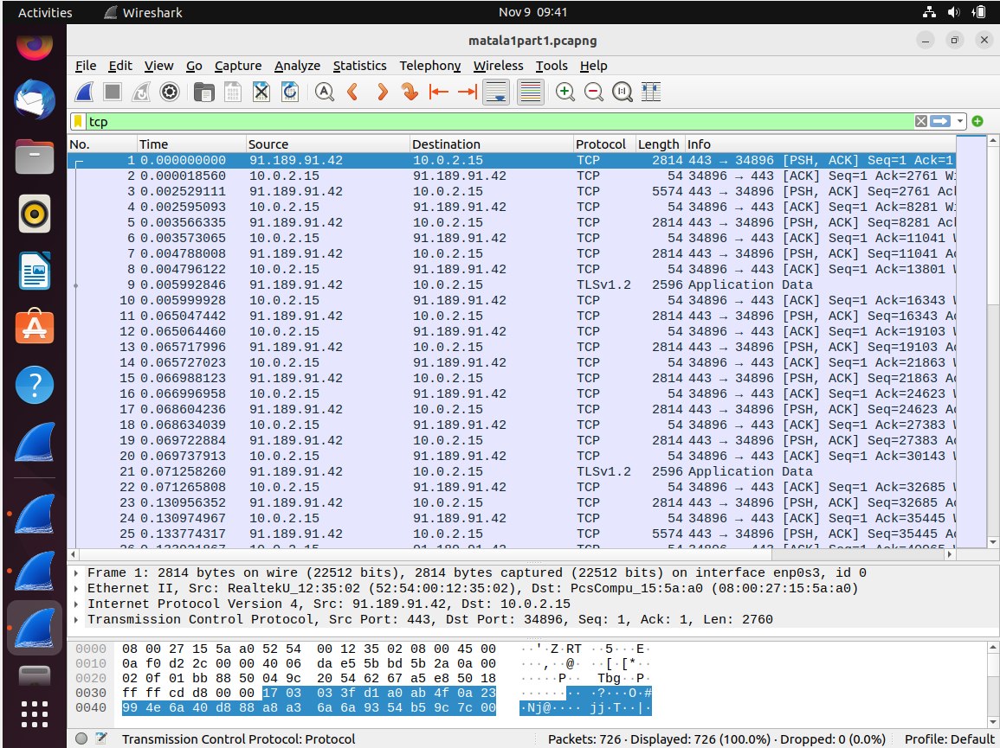 Activities Wireshark Nov 9 09:41
matala1part1.pcapng
File Edit View Go Capture Analyze Statistics Telephony Wireless Tools Help
tcp
No. Time Source Destination Protocol Length Info
1 0.000000000 91.189.91.42 10.0.2.15 TCP 2814 443 → 34896 [PSH, ACK] Seq=1 Ack=1
2 0.000018560 10.0.2.15 91.189.91.42 TCP 54 34896 → 443 [ACK] Seq=1 Ack=2761 Wi
3 0.002529111 91.189.91.42 10.0.2.15 TCP 5574 443 → 34896 [PSH, ACK] Seq=2761 Ack
4 0.002595093 10.0.2.15 91.189.91.42 TCP 54 34896 → 443 [ACK] Seq=1 Ack=8281 Wi
5 0.003566335 91.189.91.42 10.0.2.15 TCP 2814 443 → 34896 [PSH, ACK] Seq=8281 Ack
6 0.003573065 10.0.2.15 91.189.91.42 TCP 54 34896 → 443 [ACK] Seq=1 Ack=11041 W
7 0.004788008 91.189.91.42 10.0.2.15 TCP 2814 443 → 34896 [PSH, ACK] Seq=11041 Ac
8 0.004796122 10.0.2.15 91.189.91.42 TCP 54 34896 → 443 [ACK] Seq=1 Ack=13801 W
9 0.005992846 91.189.91.42 10.0.2.15 TLSv1.2 2596 Application Data
10 0.005999928 10.0.2.15 91.189.91.42 TCP 54 34896 → 443 [ACK] Seq=1 Ack=16343 W
11 0.065047442 91.189.91.42 10.0.2.15 TCP 2814 443 → 34896 [PSH, ACK] Seq=16343 Ac
12 0.065064460 10.0.2.15 91.189.91.42 TCP 54 34896 → 443 [ACK] Seq=1 Ack=19103 W
13 0.065717996 91.189.91.42 10.0.2.15 TCP 2814 443 → 34896 [PSH, ACK] Seq=19103 Ac
14 0.065727023 10.0.2.15 91.189.91.42 TCP 54 34896 → 443 [ACK] Seq=1 Ack=21863 W
15 0.066988123 91.189.91.42 10.0.2.15 TCP 2814 443 → 34896 [PSH, ACK] Seq=21863 Ac
16 0.066996958 10.0.2.15 91.189.91.42 TCP 54 34896 → 443 [ACK] Seq=1 Ack=24623 W
17 0.068604236 91.189.91.42 10.0.2.15 TCP 2814 443 → 34896 [PSH, ACK] Seq=24623 Ac
18 0.068634039 10.0.2.15 91.189.91.42 TCP 54 34896 → 443 [ACK] Seq=1 Ack=27383 W
19 0.069722884 91.189.91.42 10.0.2.15 TCP 2814 443 → 34896 [PSH, ACK] Seq=27383 Ac
20 0.069737913 10.0.2.15 91.189.91.42 TCP 54 34896 → 443 [ACK] Seq=1 Ack=30143 W
21 0.071258260 91.189.91.42 10.0.2.15 TLSv1.2 2596 Application Data
22 0.071265808 10.0.2.15 91.189.91.42 TCP 54 34896 → 443 [ACK] Seq=1 Ack=32685 W
23 0.130956352 91.189.91.42 10.0.2.15 TCP 2814 443 → 34896 [PSH, ACK] Seq=32685 Ac
24 0.130974967 10.0.2.15 91.189.91.42 TCP 54 34896 → 443 [ACK] Seq=1 Ack=35445 W
25 0.133774317 91.189.91.42 10.0.2.15 TCP 5574 443 → 34896 [PSH, ACK] Seq=35445 Ac
Frame 1: 2814 bytes on wire (22512 bits), 2814 bytes captured (22512 bits) on interface enp0s3, id 0
Ethernet II, Src: RealtekU_12:35:02 (52:54:00:12:35:02), Dst: PcsCompu_15:5a:a0 (08:00:27:15:5a:a0)
Internet Protocol Version 4, Src: 91.189.91.42, Dst: 10.0.2.15
Transmission Control Protocol, Src Port: 443, Dst Port: 34896, Seq: 1, Ack: 1, Len: 2760
0000 08 00 27 15 5a a0 52 54 00 12 35 02 08 00 45 00 ··'·Z·RT ··5···E·
0010 0a f0 d2 2c 00 00 40 06 da e5 5b bd 5b 2a 0a 00 ···,··@· ··[·[*··
0020 02 0f 01 bb 88 50 04 9c 20 54 62 67 a5 e8 50 18 ·····P·· Tbg··P·
0030 ff ff cd d8 00 00 17 03 03 3f d1 a0 ab 4f 0a 23 ········ ·?···O·#
0040 99 4e 6a 40 d8 88 a8 a3 6a 6a 93 54 b5 9c 7c 00 ·Nj@···· jj·T··|·
Transmission Control Protocol: Protocol Packets: 726 · Displayed: 726 (100.0%) · Dropped: 0 (0.0%) Profile: Default